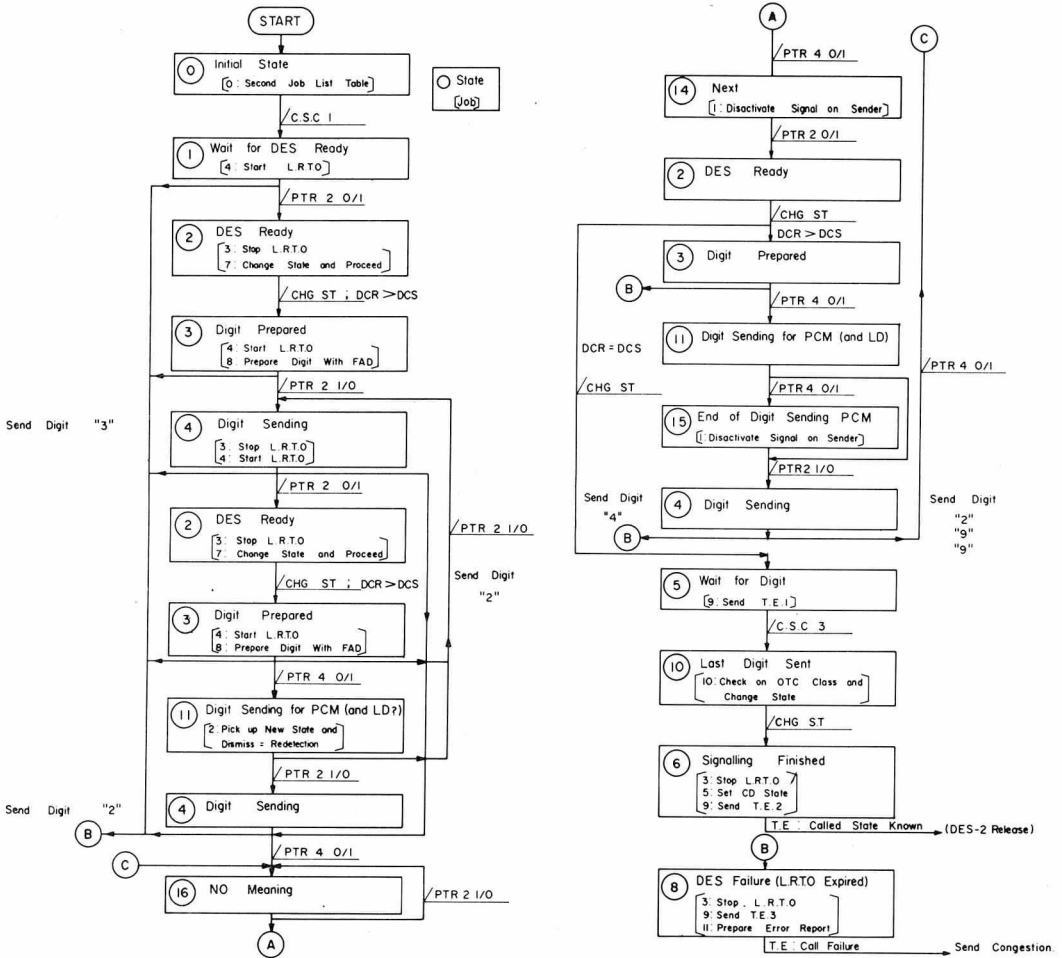 START
0 Initial State
[0: Second Job List Table]
○ State
[Job]
C.S.C 1
1 Wait for DES Ready
[4: Start L.R.T.O]
PTR 2 0/1
2 DES Ready
3: Stop L.R.T.O
7: Change State and Proceed
CHG ST ; DCR > DCS
3 Digit Prepared
4: Start L.R.T.O
8 Prepare Digit With FAD
PTR 2 1/0
Send Digit "3"
4 Digit Sending
3: Stop L.R.T.O
4: Start L.R.T.O
PTR 2 0/1
2 DES Ready
3: Stop L.R.T.O
7: Change State and Proceed
PTR 2 1/0
CHG ST ; DCR > DCS
Send Digit
"2"
3 Digit Prepared
4: Start L.R.T.O
8: Prepare Digit With FAD
PTR 4 0/1
11 Digit Sending for PCM (and LD?)
2: Pick up New State and
Dismiss = Redetection
PTR 2 1/0
4 Digit Sending
Send Digit "2"
B
PTR 4 0/1
C
16 NO Meaning
PTR 2 1/0
A
A
C
PTR 4 0/1
14 Next
[1: Disactivate Signal on Sender]
PTR 2 0/1
2 DES Ready
CHG ST
DCR > DCS
3 Digit Prepared
B
PTR 4 0/1
11 Digit Sending for PCM (and LD)
DCR = DCS
PTR 4 0/1
CHG ST
PTR 4 0/1
15 End of Digit Sending PCM
[1: Disactivate Signal on Sender]
PTR2 1/0
4 Digit Sending
Send Digit
"4"
B
Send Digit
"2"
"9"
"9"
5 Wait for Digit
[9: Send T.E.1]
C.S.C 3
10 Last Digit Sent
10: Check on OTC Class and
Change State
CHG S.T
6 Signalling Finished
3: Stop L.R.T.O
5: Set CD State
9: Send T.E.2
T.E : Called State Known
(DES-2 Release)
B
8 DES Failure (L.R.T.O Expired)
3: Stop . L.R.T.O
9: Send T.E.3
11: Prepare Error Report
T.E : Call Failure
Send Congestion.